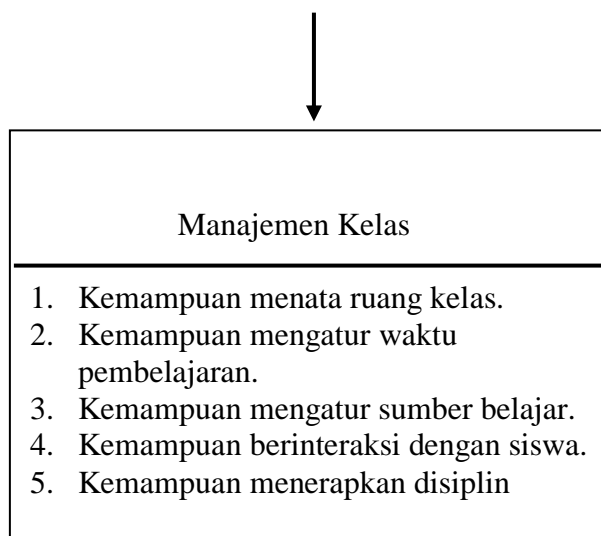 Manajemen Kelas
1. Kemampuan menata ruang kelas.
2. Kemampuan mengatur waktu
pembelajaran.
3. Kemampuan mengatur sumber belajar.
4. Kemampuan berinteraksi dengan siswa.
5. Kemampuan menerapkan disiplin